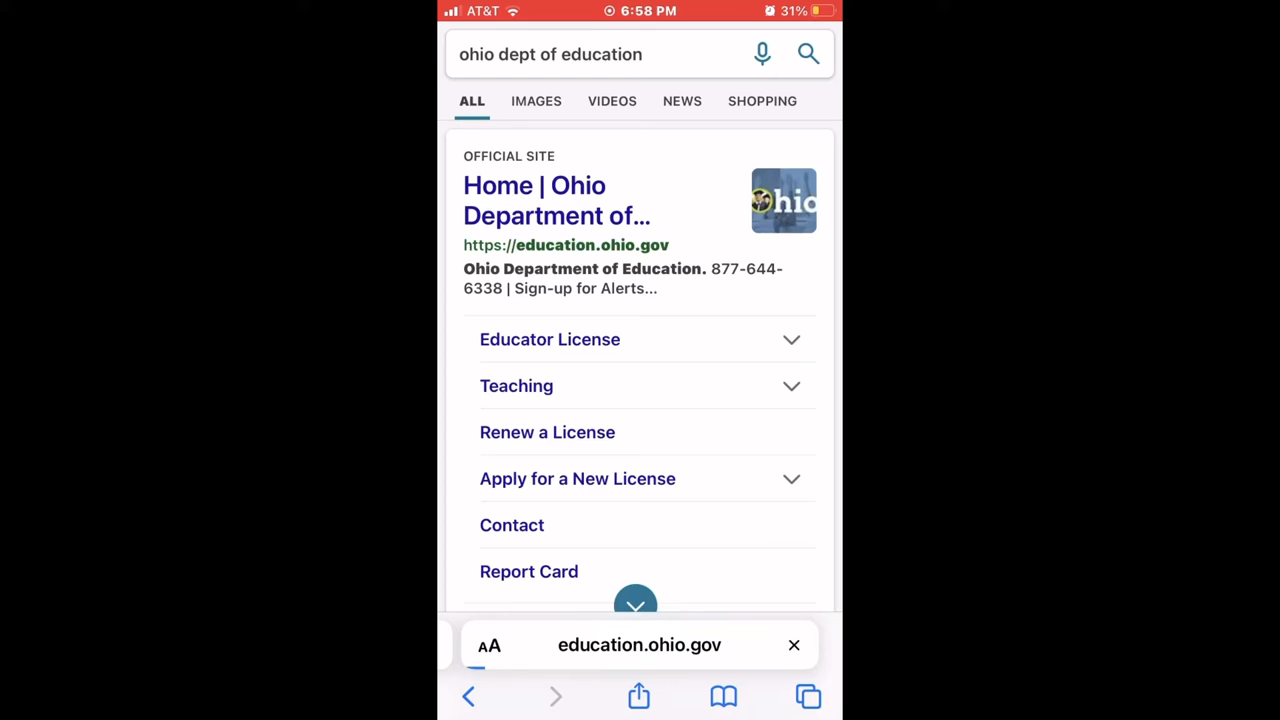 AT&T 6:58 PM 31%
ohio dept of education
ALL IMAGES VIDEOS NEWS SHOPPING
OFFICIAL SITE
Home | Ohio
Department of...
hio
https://education.ohio.gov
Ohio Department of Education. 877-644-
6338 | Sign-up for Alerts...
Educator License
Teaching
Renew a License
Apply for a New License
Contact
Report Card
AA education.ohio.gov